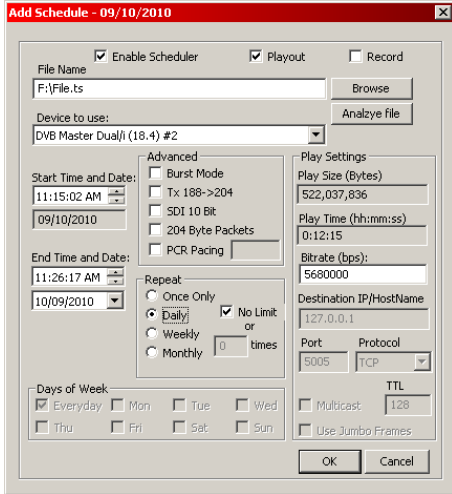 Add Schedule - 09/10/2010
Enable Scheduler Playout Record
File Name
F:\File.ts Browse
Analzye file
Device to use:
DVB Master Dual/i (18.4) #2
Start Time and Date:
11:15:02 AM
09/10/2010
End Time and Date:
11:26:17 AM
10/09/2010
Advanced
Burst Mode
Tx 188->204
SDI 10 Bit
204 Byte Packets
PCR Pacing
Repeat
Once Only
Daily
Weekly
Monthly
No Limit
or
0 times
Play Settings
Play Size (Bytes)
522,037,836
Play Time (hh:mm:ss)
0:12:15
Bitrate (bps):
5680000
Destination IP/HostName
127.0.0.1
Port Protocol
5005 TCP
TTL
Multicast 128
Use Jumbo Frames
Days of Week
Everyday Mon Tue Wed
Thu Fri Sat Sun
OK Cancel